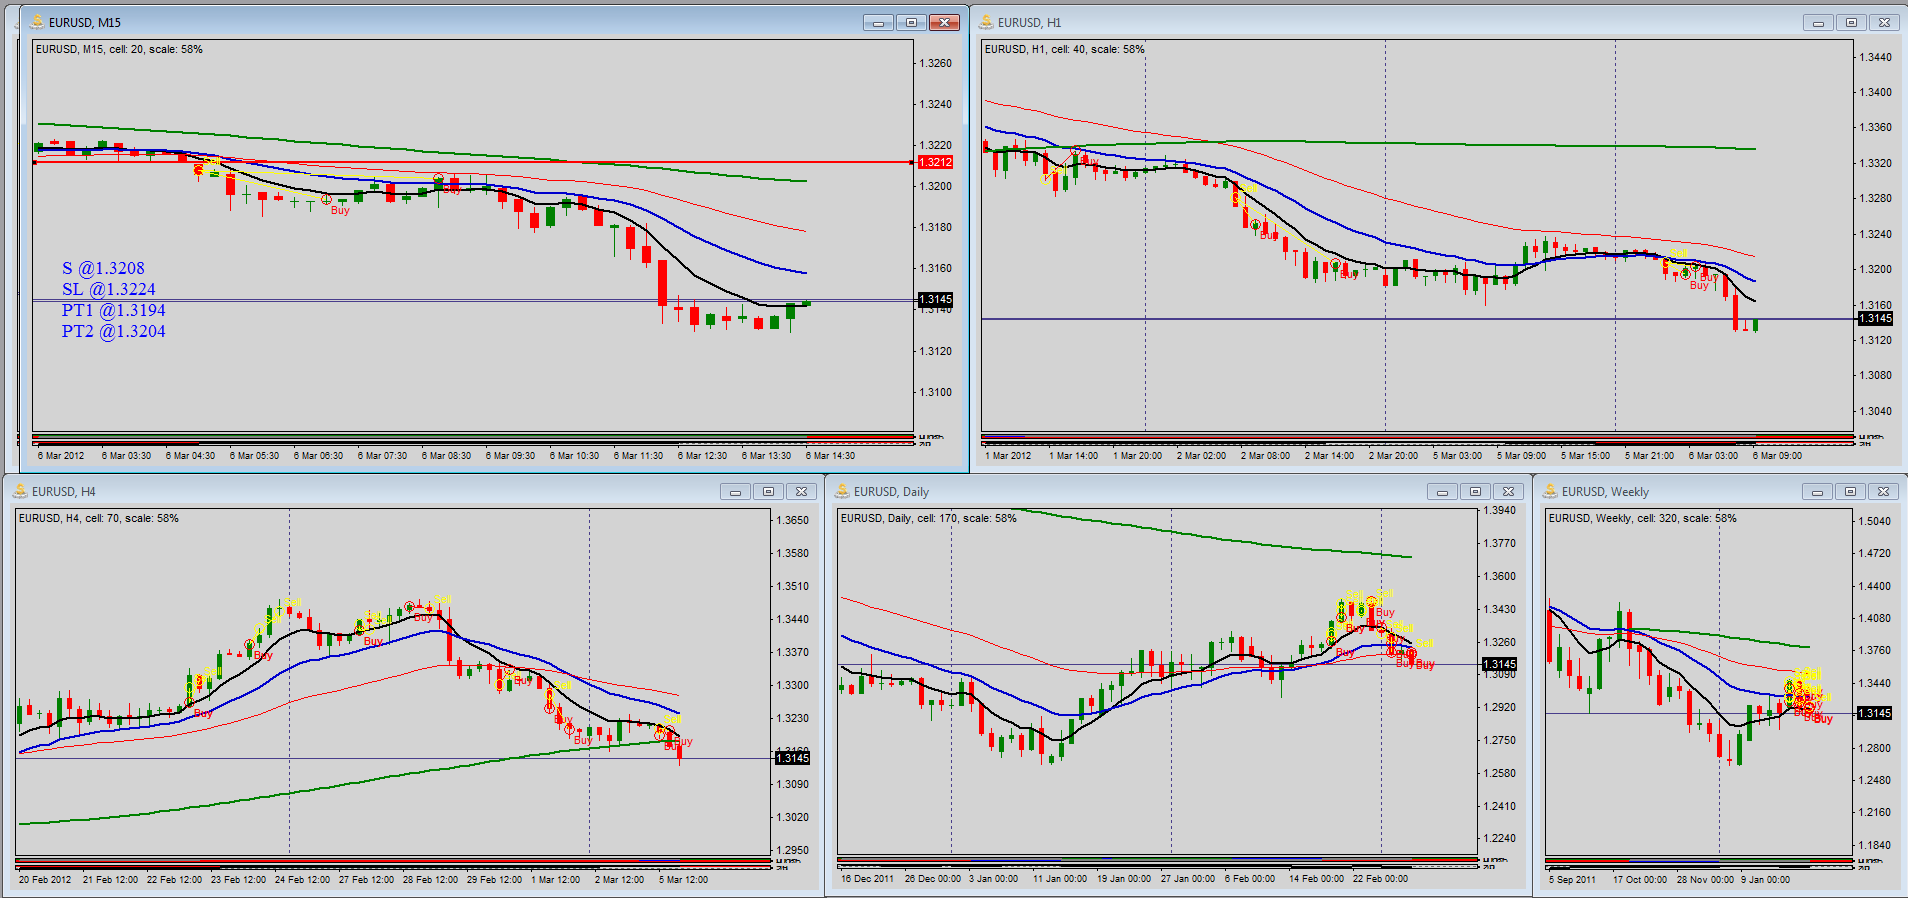 EURUSD, M15
EURUSD, M15, cell: 20, scale: 58%
1.3260
1.3240
1.3220
1.3212
1.3200
1.3180
1.3160
1.3145
1.3140
1.3120
1.3100
Sell
Buy
Buy
S @1.3208
SL @1.3224
PT1 @1.3194
PT2 @1.3204
6 Mar 2012 6 Mar 03:30 6 Mar 04:30 6 Mar 05:30 6 Mar 06:30 6 Mar 07:30 6 Mar 08:30 6 Mar 09:30 6 Mar 10:30 6 Mar 11:30 6 Mar 12:30 6 Mar 13:30 6 Mar 14:30
EURUSD, H1
EURUSD, H1, cell: 40, scale: 58%
1.3440
1.3400
1.3360
1.3320
1.3280
1.3240
1.3200
1.3160
1.3145
1.3120
1.3080
1.3040
Buy
Sell
Buy
Buy
Sell
Buy
Buy
1 Mar 2012 1 Mar 14:00 1 Mar 20:00 2 Mar 02:00 2 Mar 08:00 2 Mar 14:00 2 Mar 20:00 5 Mar 03:00 5 Mar 09:00 5 Mar 15:00 5 Mar 21:00 6 Mar 03:00 6 Mar 09:00
EURUSD, H4
EURUSD, H4, cell: 70, scale: 58%
1.3650
1.3580
1.3510
1.3440
1.3370
1.3300
1.3230
1.3160
1.3145
1.3090
1.3020
1.2950
Sell
Sell
Sell
Sell
Buy
Buy
Buy
Sell
Buy
Buy
Sell
Buy
Buy
Sell
Buy
Buy
20 Feb 2012 21 Feb 12:00 22 Feb 12:00 23 Feb 12:00 24 Feb 12:00 27 Feb 12:00 28 Feb 12:00 29 Feb 12:00 1 Mar 12:00 2 Mar 12:00 5 Mar 12:00
EURUSD, Daily
EURUSD, Daily, cell: 170, scale: 58%
1.3940
1.3770
1.3600
1.3430
1.3260
1.3145
1.3090
1.2920
1.2750
1.2580
1.2410
1.2240
Sell
Sell
Buy
Buy
Buy
Buy
Sell
Sell
Buy
Buy
16 Dec 2011 26 Dec 00:00 3 Jan 00:00 11 Jan 00:00 19 Jan 00:00 27 Jan 00:00 6 Feb 00:00 14 Feb 00:00 22 Feb 00:00
EURUSD, Weekly
EURUSD, Weekly, cell: 320, scale: 58%
1.5040
1.4720
1.4400
1.4080
1.3760
1.3440
1.3145
1.2800
1.2480
1.2160
1.1840
Sell
Buy
Buy
5 Sep 2011 17 Oct 00:00 28 Nov 00:00 9 Jan 00:00